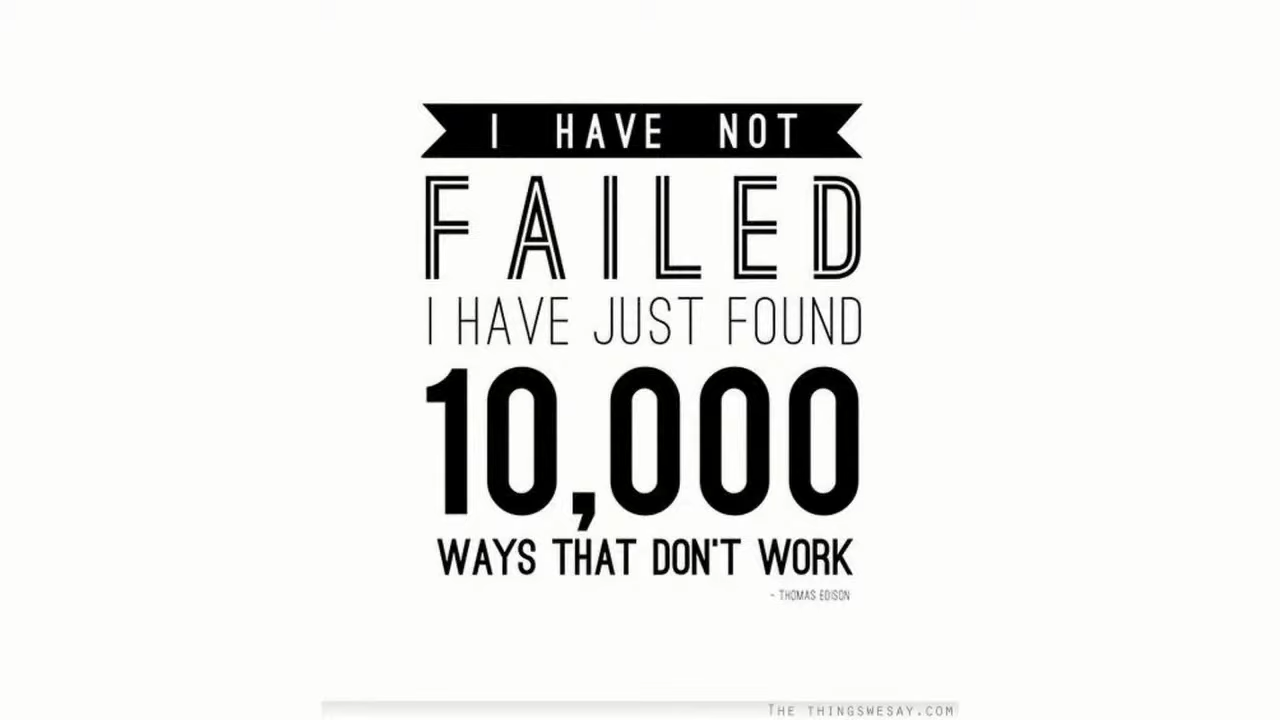 I HAVE NOT
FAILED
I HAVE JUST FOUND
10,000
WAYS THAT DON'T WORK
- THOMAS EDISON
THE THINGSWESAY.COM